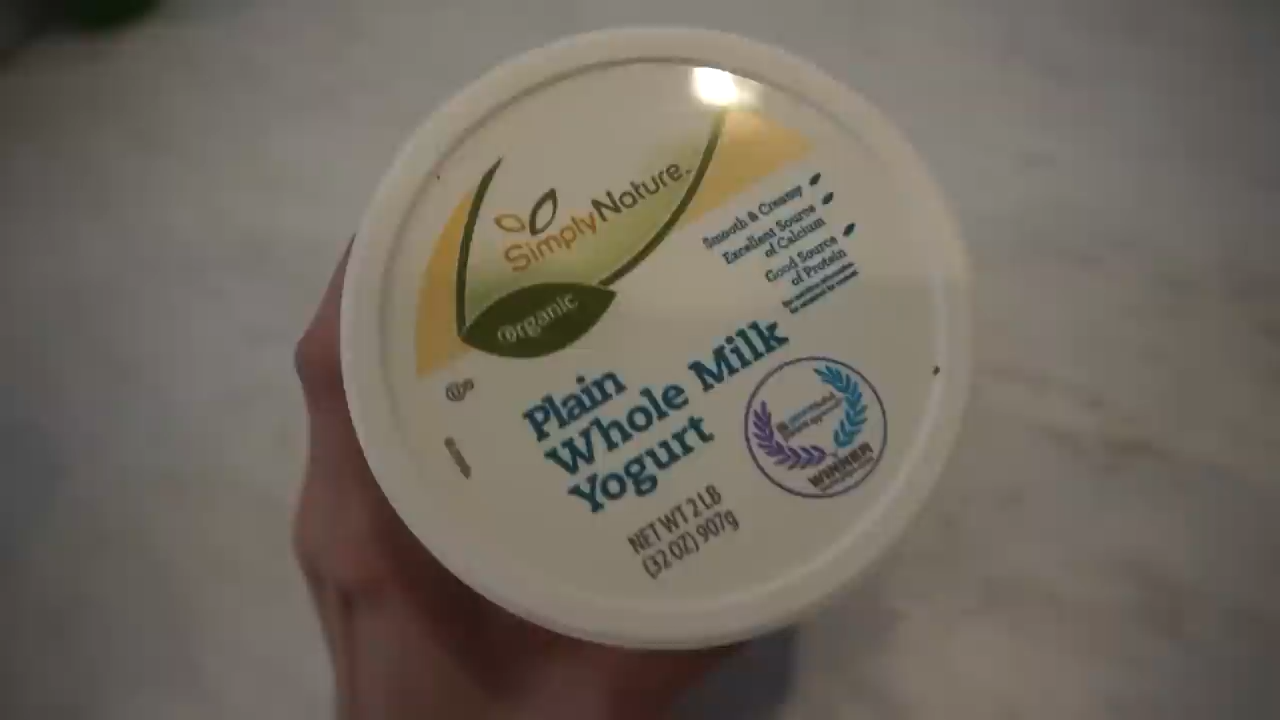 SimplyNature
organic
Smooth & Creamy
Excellent Source
of Calcium
Good Source
of Protein
Plain
Whole Milk
Yogurt
WINNER
NET WT 2 LB
(32 OZ) 907g